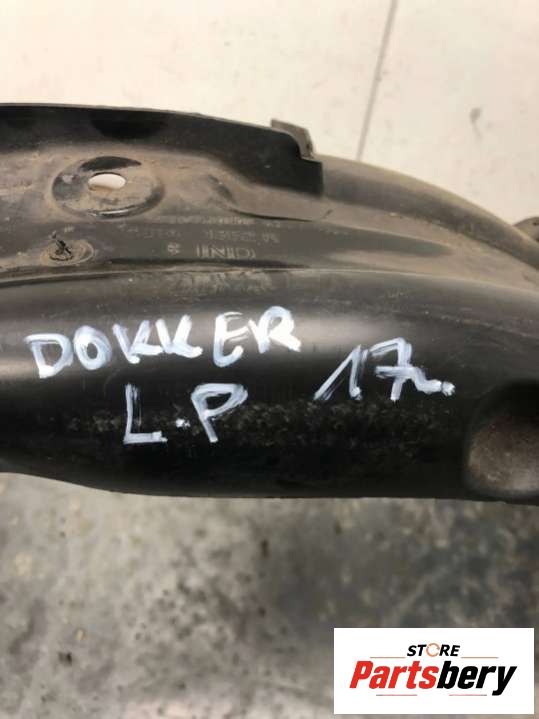 DOKKER
L.P 17.
STORE
Partsbery